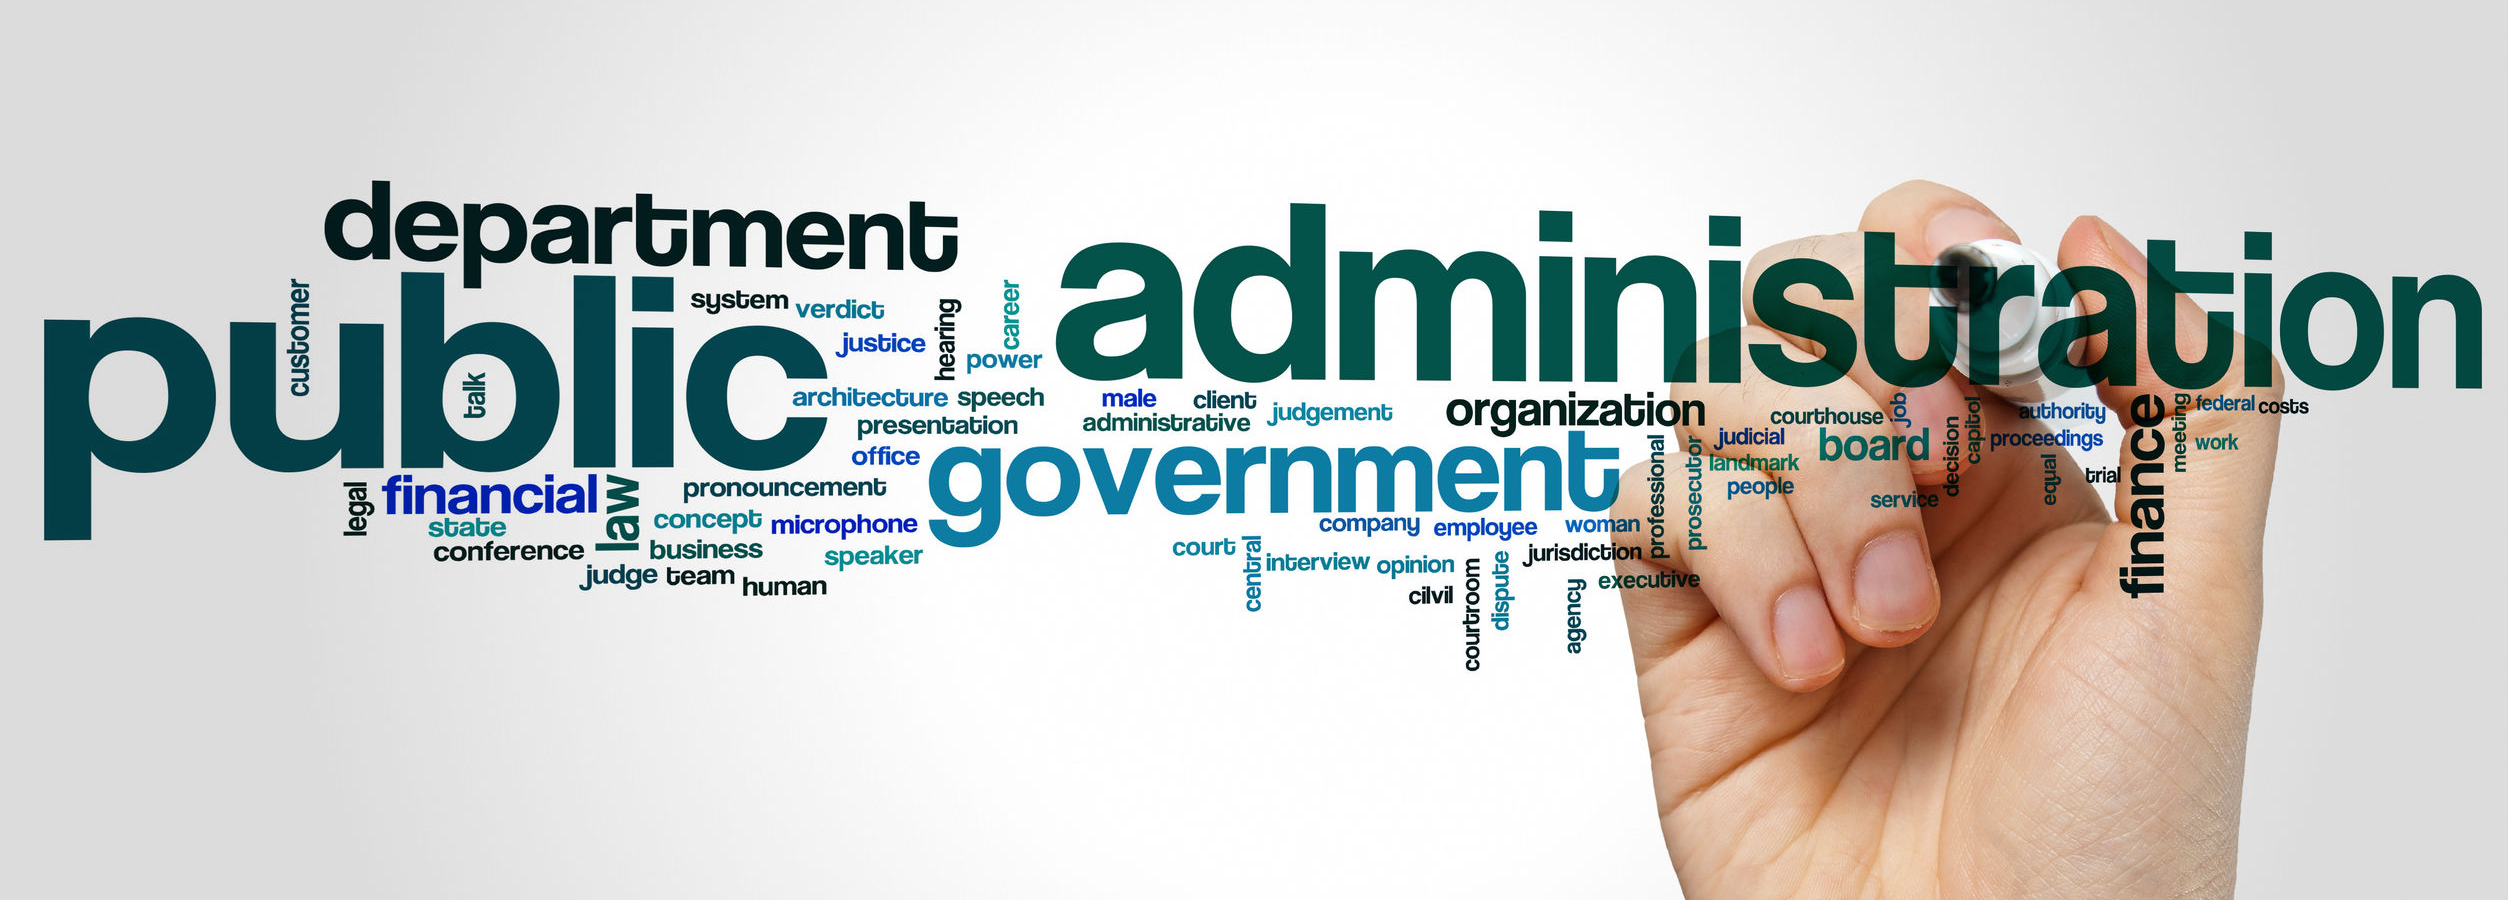 department
public
administration
customer
talk
system
verdict
justice
hearing
career
power
architecture
speech
presentation
office
male
client
administrative
judgement
organization
government
courthouse
job
judicial
board
landmark
people
service
decision
capitol
authority
proceedings
equal
trial
finance
meeting
federal
costs
work
legal
financial
law
state
conference
pronouncement
concept
microphone
business
speaker
judge
team
human
company
employee
woman
professional
prosecutor
court
central
interview
opinion
jurisdiction
executive
cilvil
courtroom
dispute
agency